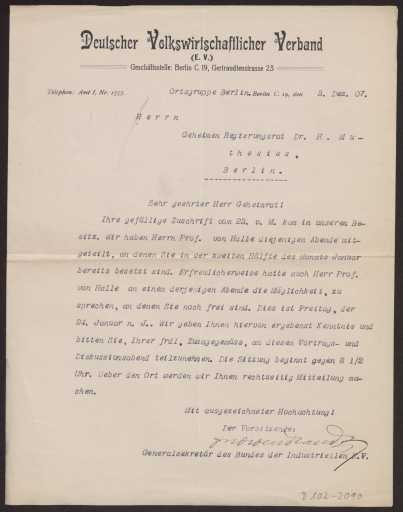 Deutscher Volkswirtschaftlicher Verband
(E. V.)
Geschäftsstelle: Berlin C. 19, Gertraudtenstrasse 23
Telephon: Amt I, Nr.
Ortsgruppe Berlin. Berlin C. 19, den 2. Dez. 07.
Herrn
Geheimen Regierungsrat Dr. H. Mu-
thesius,
Berlin.
Sehr geehrter Herr Geheimrat!
Ihre gefällige Zuschrift vom 23. v. M. kam in unseren Be-
sitz. Wir haben Herrn Prof. von Halle diejenigen Abende mit-
geteilt, an denen Sie in der zweiten Hälfte des Monats Januar
bereits besetzt sind. Erfreulicherweise hatte auch Herr Prof.
von Halle an einen derjenigen Abende die Möglichkeit, zu
sprechen, an denen Sie noch frei sind. Dies ist Freitag, der
24. Januar n. J.. Wir geben Ihnen hiervon ergebenst Kenntnis und
bitten Sie, Ihrer frdl. Zusagegemäss, an diesem Vortrags- und
Diskussionsabend teilzunehmen. Die Sitzung beginnt gegen 8 1/2
Uhr. Ueber den Ort werden wir Ihnen rechtzeitig Mitteilung ma-
chen.
Mit ausgezeichneter Hochachtung!
Der Vorsitzende:
Generalsekretär des Bundes der Industriellen E.V.
D 102-2090